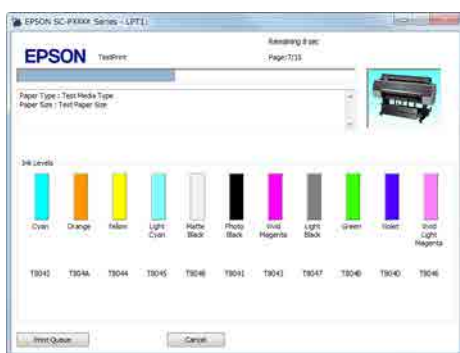 EPSON SC-PXXXX Series - LPT1:
EPSON
TestPrint
Remaining 8 sec
Page:7/15
Paper Type : Test Media Type
Paper Size : Test Paper Size
Ink Levels
Cyan Orange Yellow Light Cyan Matte Black Photo Black Vivid Magenta Light Black Green Violet Vivid Light Magenta
T8042 T804A T8044 T8045 T8048 T8041 T8043 T8047 T804B T804D T8046
Print Queue Cancel